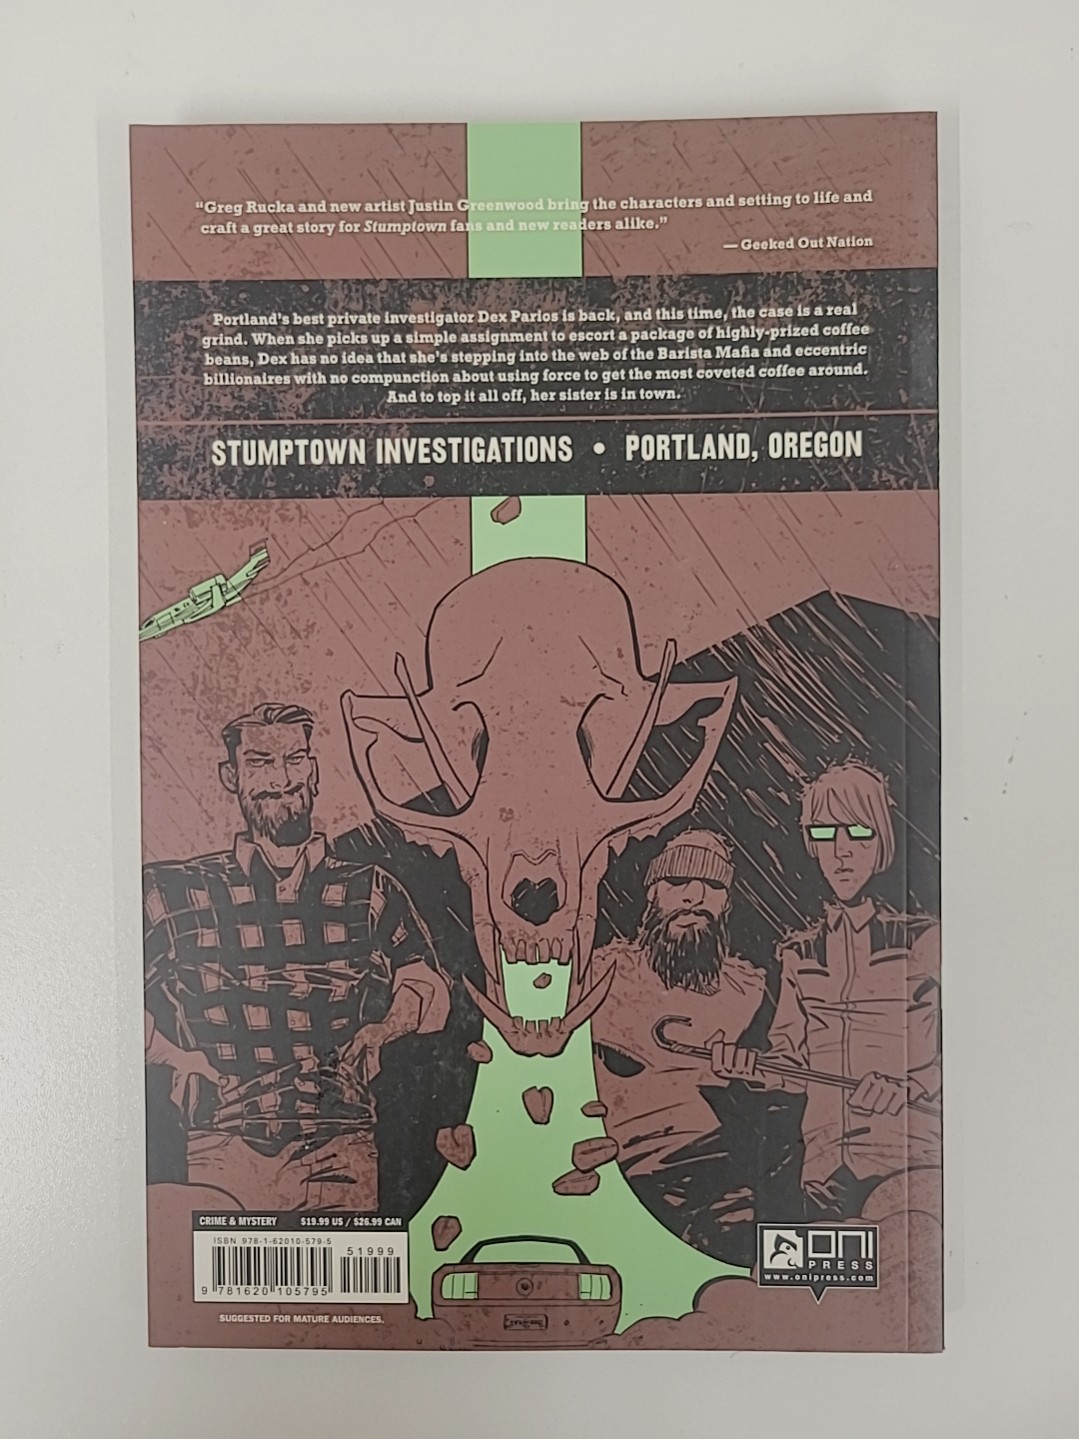 “Greg Rucka and new artist Justin Greenwood bring the characters and setting to life and
craft a great story for Stumptown fans and new readers alike.”
— Geeked Out Nation
Portland’s best private investigator Dex Parios is back, and this time, the case is a real
grind. When she picks up a simple assignment to escort a package of highly-prized coffee
beans, Dex has no idea that she’s stepping into the web of the Barista Mafia and eccentric
billionaires with no compunction about using force to get the most coveted coffee around.
And to top it all off, her sister is in town.
STUMPTOWN INVESTIGATIONS • PORTLAND, OREGON
CRIME & MYSTERY $19.99 US / $26.99 CAN
ISBN 978-1-62010-579-5
51999
9 781620 105795
SUGGESTED FOR MATURE AUDIENCES.
ONI
PRESS
www.onipress.com